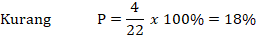 Kurang P = 4/22 x 100% = 18%